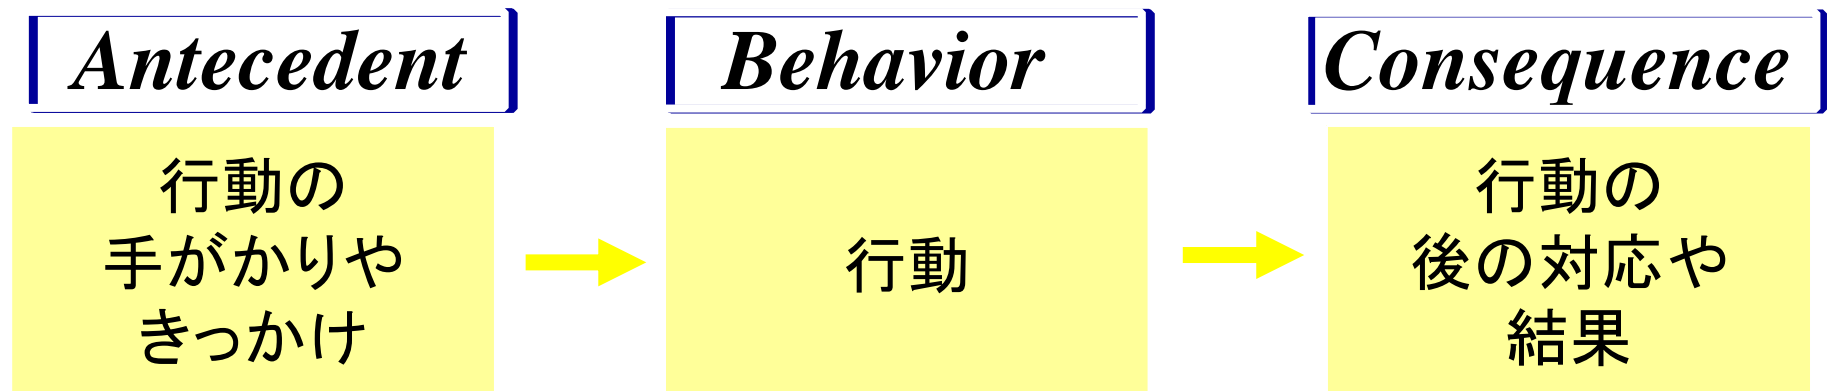 Antecedent
Behavior
Consequence
行動の
手がかりや
きっかけ
行動
行動の
後の対応や
結果